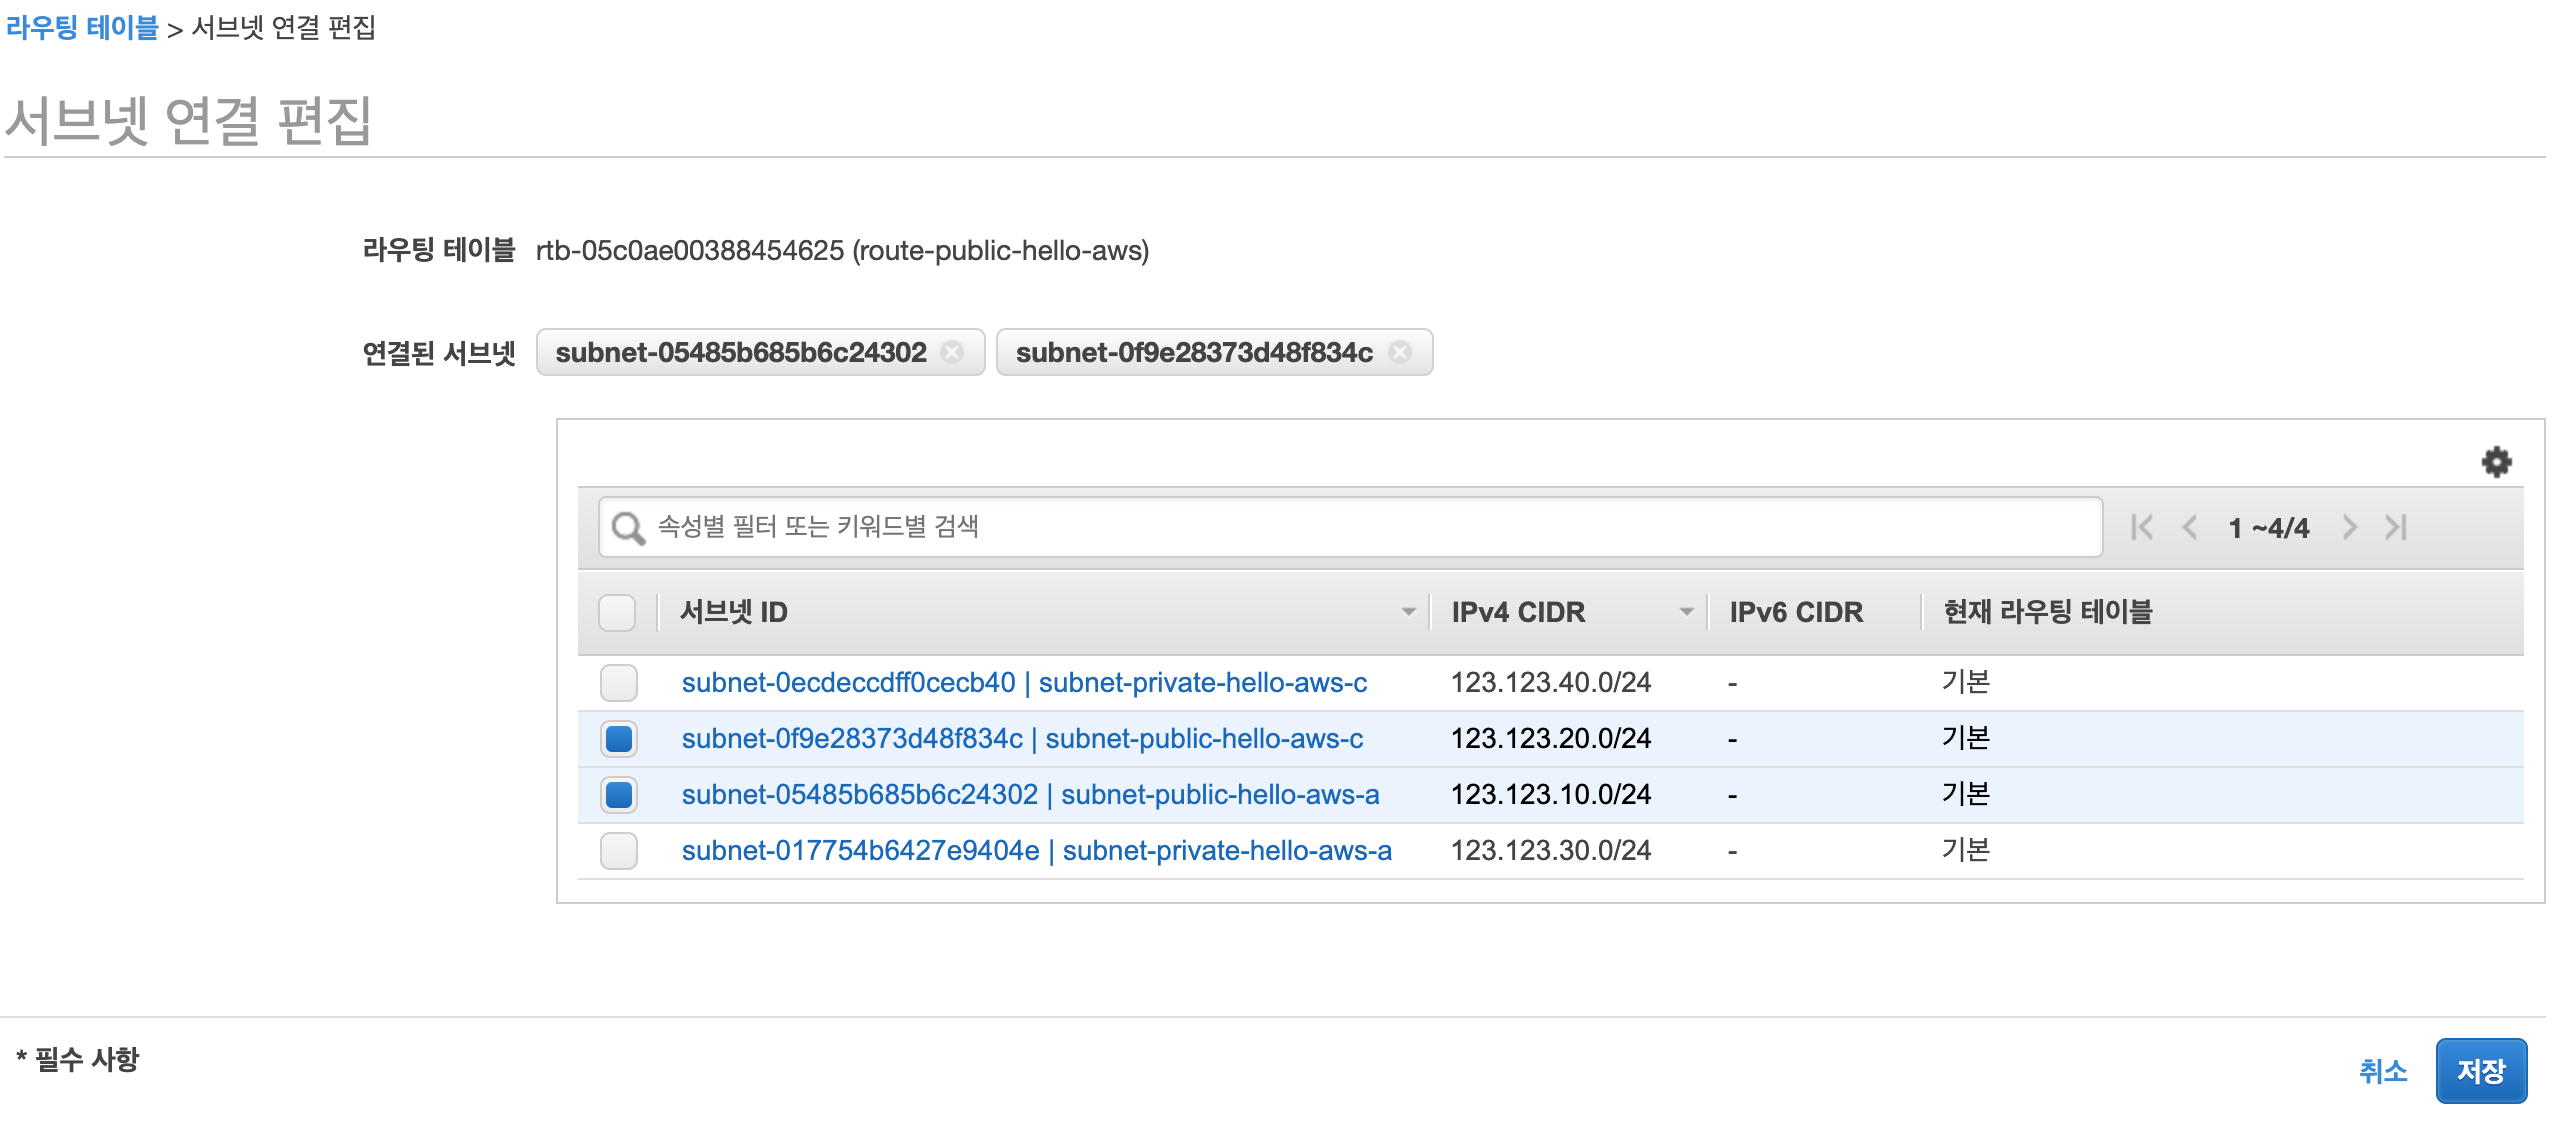 라우팅 테이블 > 서브넷 연결 편집
서브넷 연결 편집
라우팅 테이블 rtb-05c0ae00388454625 (route-public-hello-aws)
연결된 서브넷 subnet-05485b685b6c24302 subnet-0f9e28373d48f834c
속성별 필터 또는 키워드별 검색 1 ~4/4
서브넷 ID IPv4 CIDR IPv6 CIDR 현재 라우팅 테이블
subnet-0ecdeccdff0cecb40 | subnet-private-hello-aws-c 123.123.40.0/24 - 기본
subnet-0f9e28373d48f834c | subnet-public-hello-aws-c 123.123.20.0/24 - 기본
subnet-05485b685b6c24302 | subnet-public-hello-aws-a 123.123.10.0/24 - 기본
subnet-017754b6427e9404e | subnet-private-hello-aws-a 123.123.30.0/24 - 기본
* 필수 사항 취소 저장